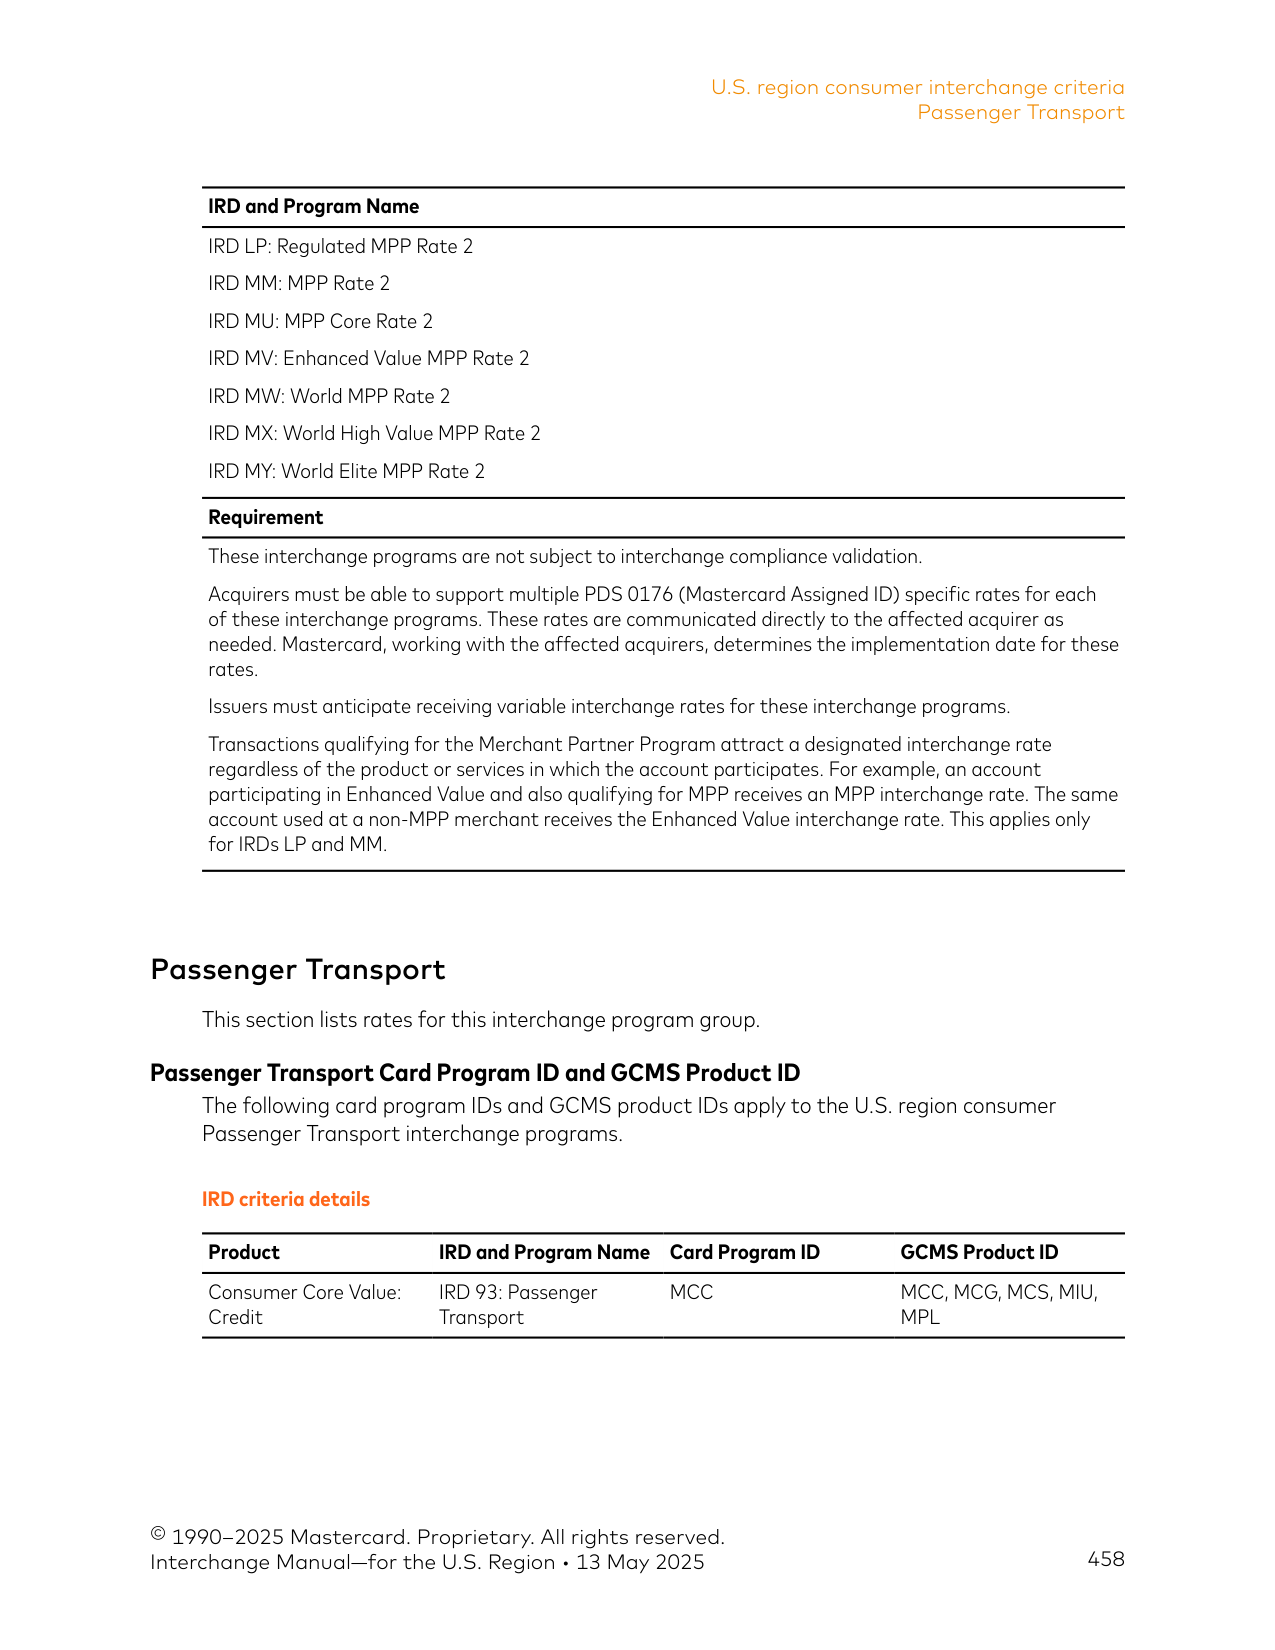 U.S. region consumer interchange criteria
Passenger Transport
IRD and Program Name
IRD LP: Regulated MPP Rate 2
IRD MM: MPP Rate 2
IRD MU: MPP Core Rate 2
IRD MV: Enhanced Value MPP Rate 2
IRD MW: World MPP Rate 2
IRD MX: World High Value MPP Rate 2
IRD MY: World Elite MPP Rate 2
Requirement
These interchange programs are not subject to interchange compliance validation.
Acquirers must be able to support multiple PDS 0176 (Mastercard Assigned ID) specific rates for each
of these interchange programs. These rates are communicated directly to the affected acquirer as
needed. Mastercard, working with the affected acquirers, determines the implementation date for these
rates.
Issuers must anticipate receiving variable interchange rates for these interchange programs.
Transactions qualifying for the Merchant Partner Program attract a designated interchange rate
regardless of the product or services in which the account participates. For example, an account
participating in Enhanced Value and also qualifying for MPP receives an MPP interchange rate. The same
account used at a non-MPP merchant receives the Enhanced Value interchange rate. This applies only
for IRDs LP and MM.
Passenger Transport
This section lists rates for this interchange program group.
Passenger Transport Card Program ID and GCMS Product ID
The following card program IDs and GCMS product IDs apply to the U.S. region consumer
Passenger Transport interchange programs.
IRD criteria details
Product IRD and Program Name Card Program ID GCMS Product ID
Consumer Core Value: IRD 93: Passenger MCC MCC, MCG, MCS, MIU,
Credit Transport MPL
© 1990–2025 Mastercard. Proprietary. All rights reserved.
Interchange Manual—for the U.S. Region • 13 May 2025 458